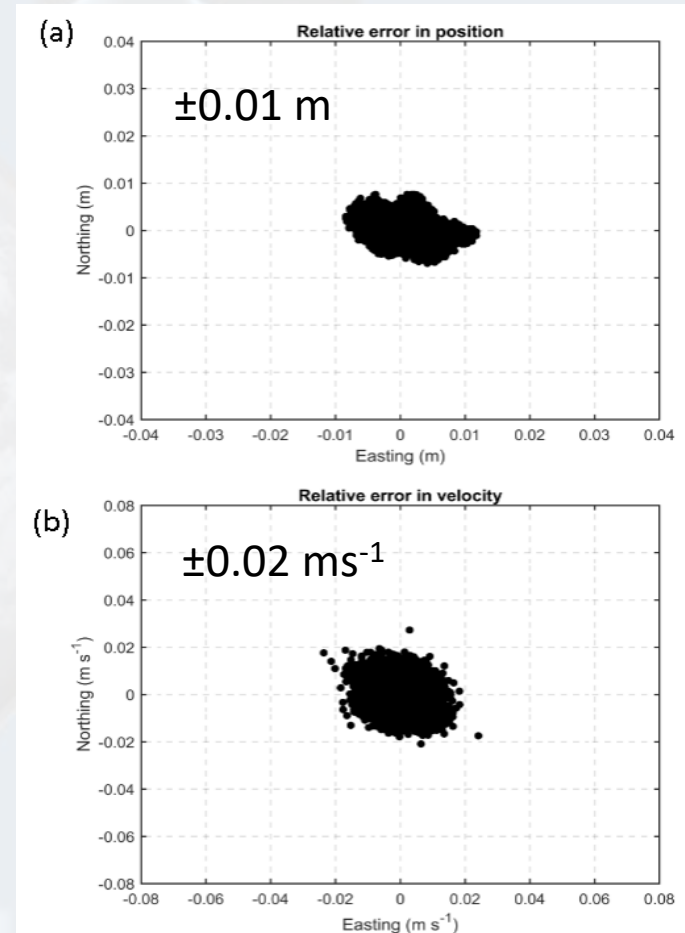 (a)
Relative error in position
±0.01 m
0.04
0.03
0.02
0.01
0
-0.01
-0.02
-0.03
-0.04
Northing (m)
-0.04 -0.03 -0.02 -0.01 0 0.01 0.02 0.03 0.04
Easting (m)
(b)
Relative error in velocity
±0.02 ms⁻¹
0.08
0.06
0.04
0.02
0
-0.02
-0.04
-0.06
-0.08
Northing (m s⁻¹)
-0.08 -0.06 -0.04 -0.02 0 0.02 0.04 0.06 0.08
Easting (m s⁻¹)